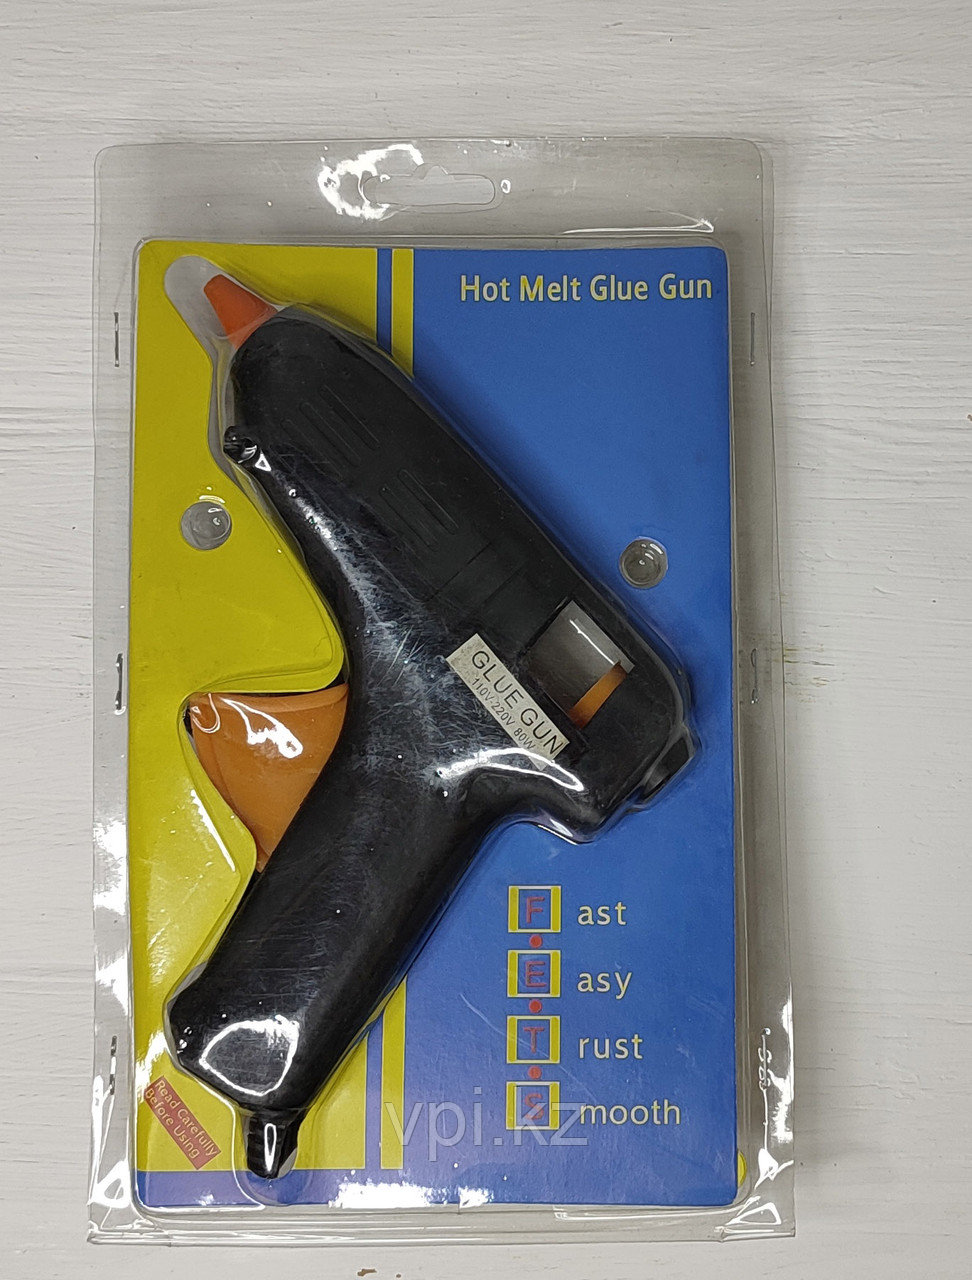 Hot Melt Glue Gun
GLUE GUN
110V-220V 80W
F ast
E asy
T rust
S mooth
Read Carefully
Before Using
vpi.kz